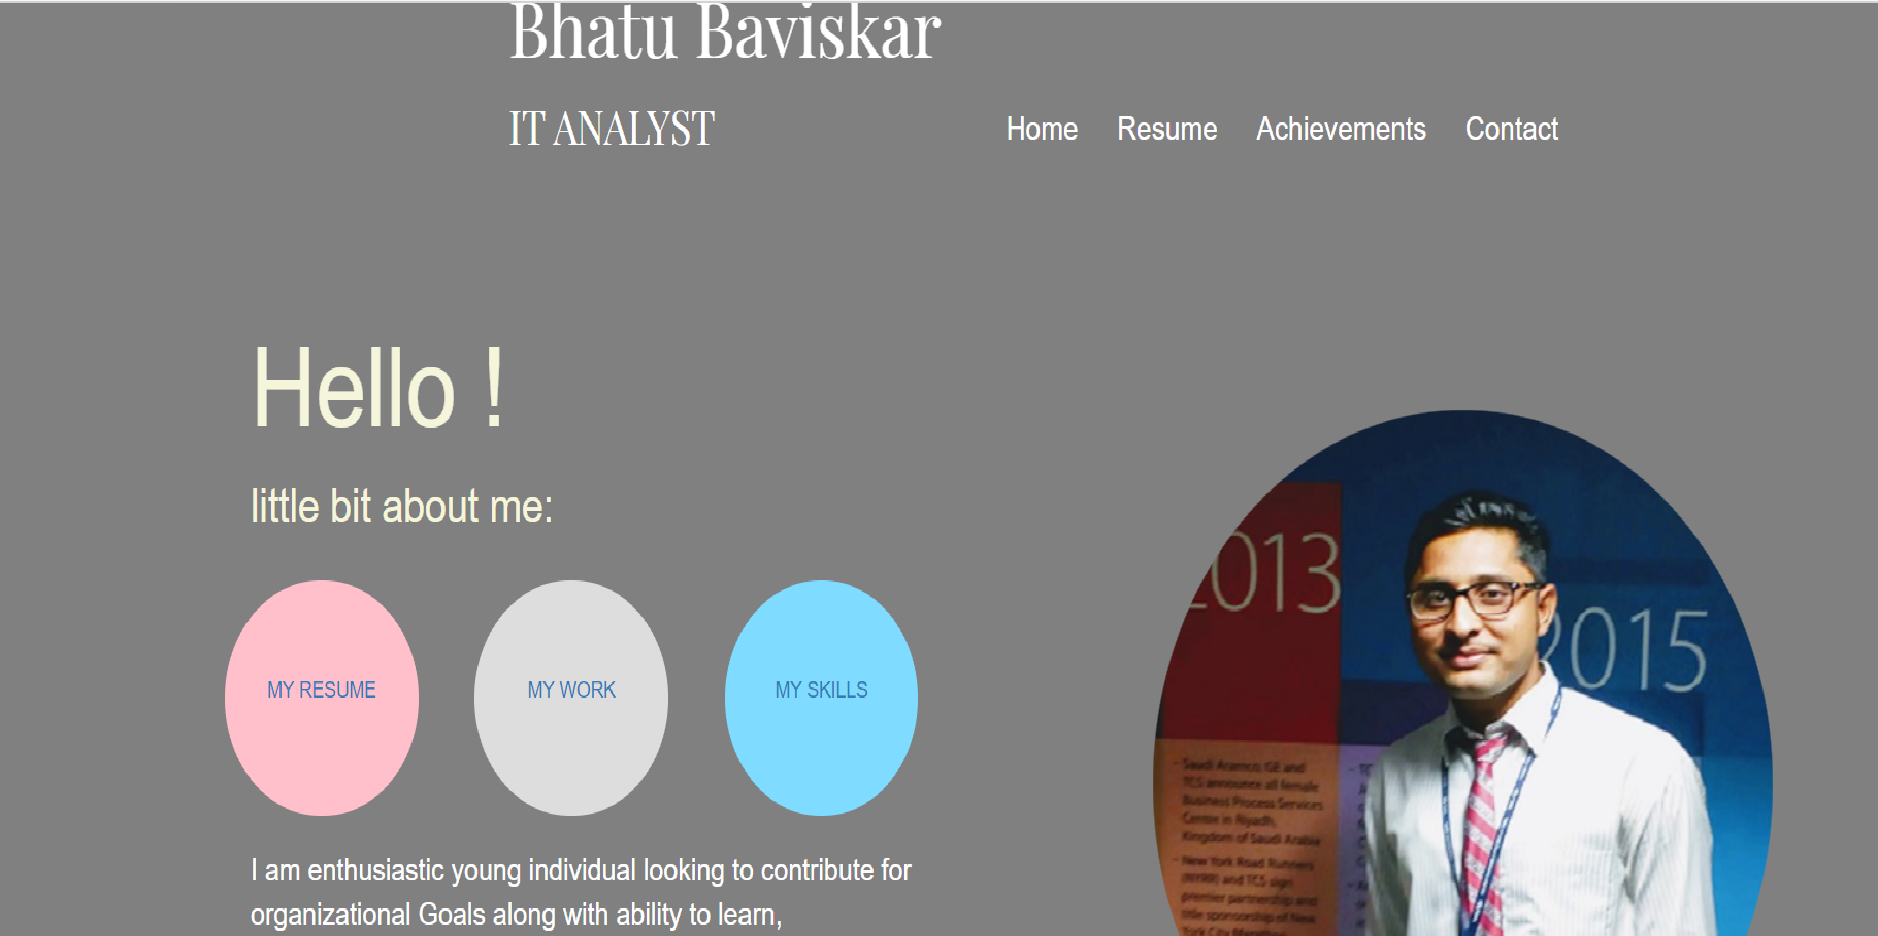 Bhatu Baviskar
IT ANALYST
Home Resume Achievements Contact
Hello !
little bit about me:
MY RESUME
MY WORK
MY SKILLS
I am enthusiastic young individual looking to contribute for
organizational Goals along with ability to learn,
2013
2015
- Saudi Aramco, GE and
TCS announce all female
Business Process Services
Centre in Riyadh,
Kingdom of Saudi Arabia
- New York Road Runners
(NYRR) and TCS sign
premier partnership and
title sponsorship of New
York City Marathon